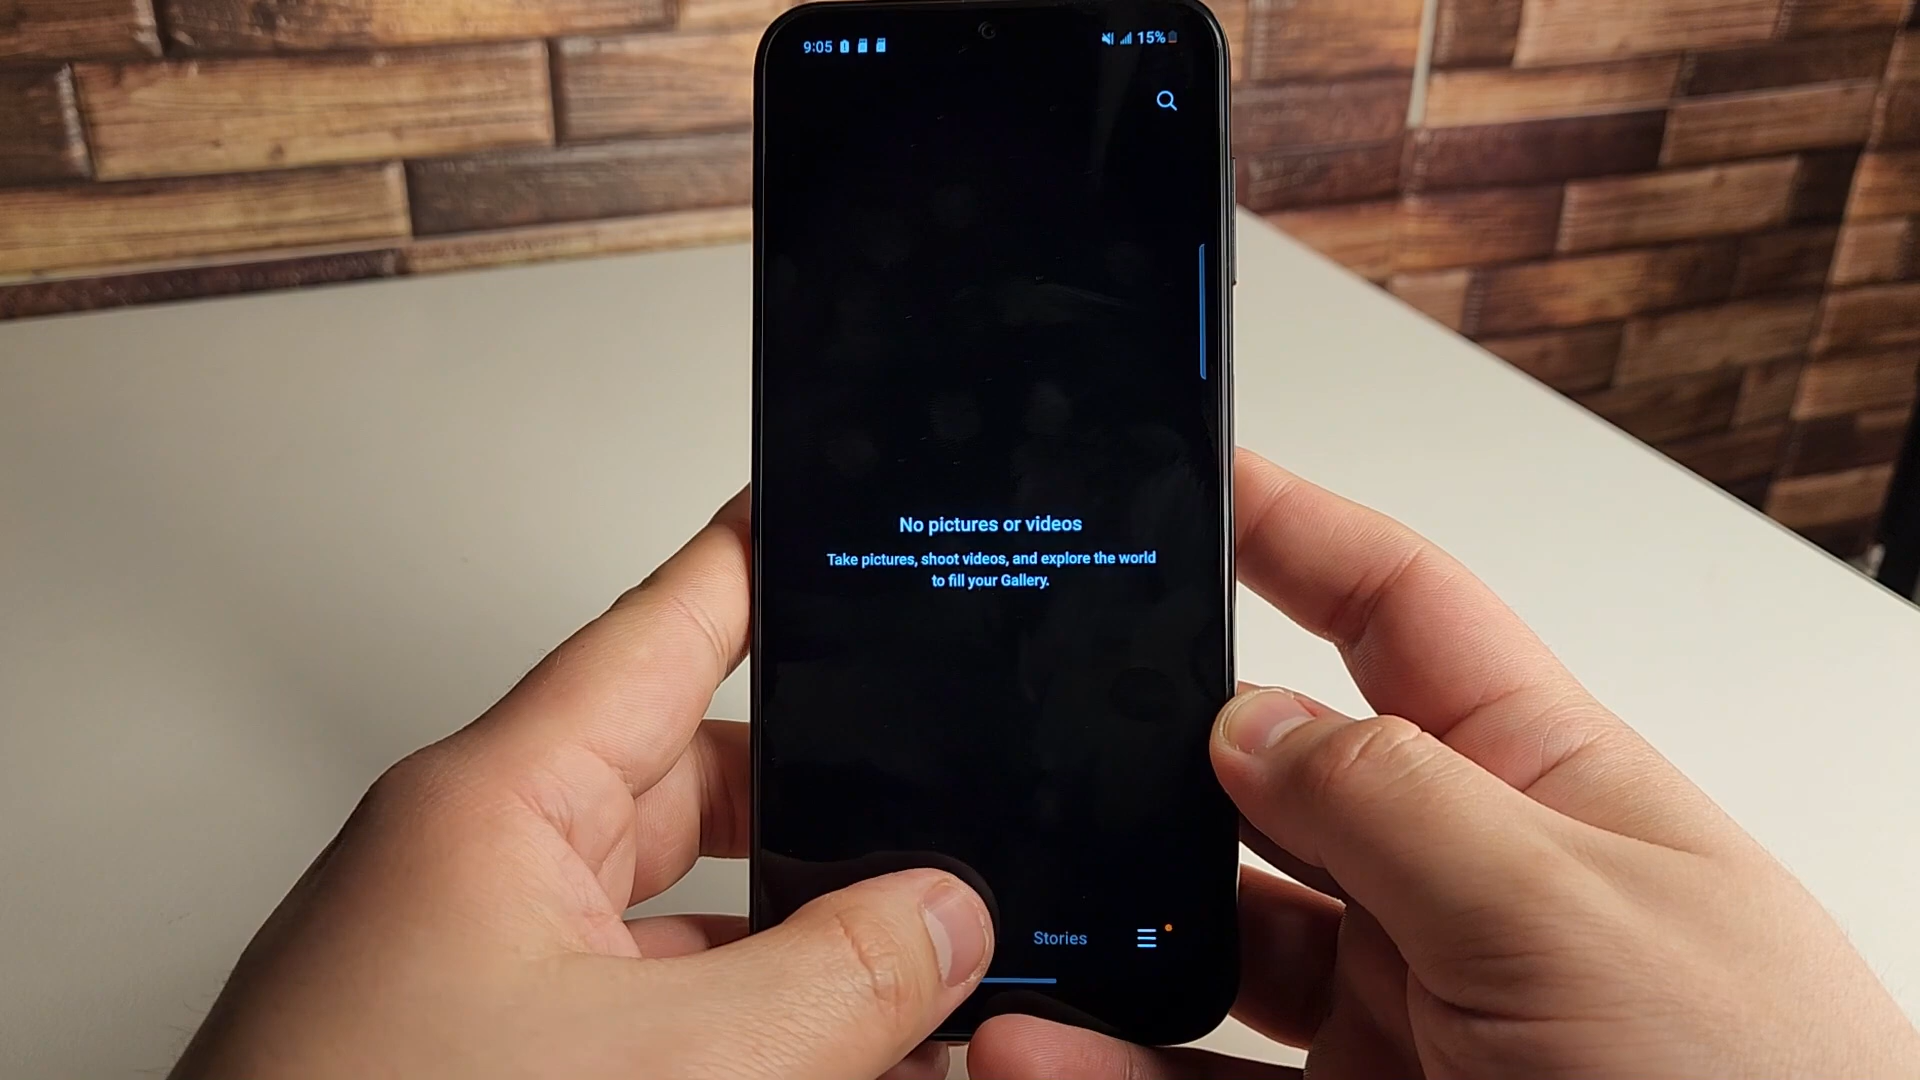 9:05
15%
No pictures or videos
Take pictures, shoot videos, and explore the world
to fill your Gallery.
Stories